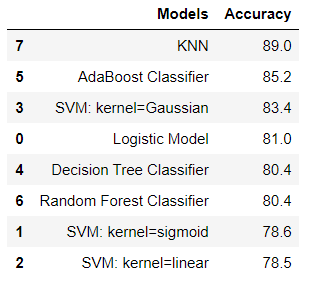 Models Accuracy
7 KNN 89.0
5 AdaBoost Classifier 85.2
3 SVM: kernel=Gaussian 83.4
0 Logistic Model 81.0
4 Decision Tree Classifier 80.4
6 Random Forest Classifier 80.4
1 SVM: kernel=sigmoid 78.6
2 SVM: kernel=linear 78.5